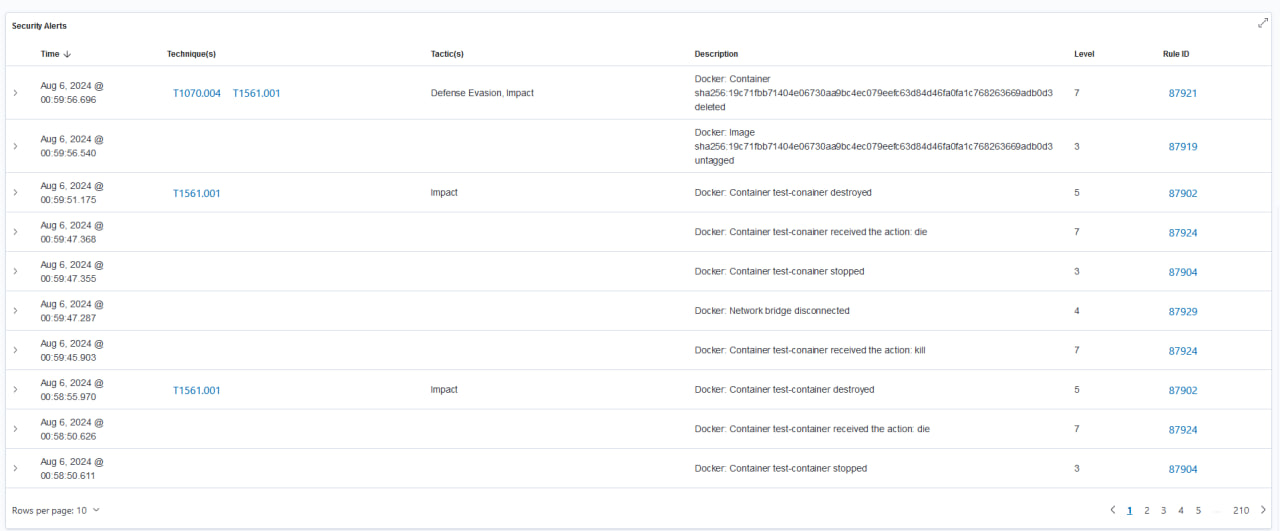 Security Alerts
Time Technique(s) Tactic(s) Description Level Rule ID
Aug 6, 2024 @
00:59:56.696
T1070.004 T1561.001
Defense Evasion, Impact
Docker: Container
sha256:19c71fbb71404e06730aa9bc4ec079eefc63d84d46fa0fa1c768263669adb0d3
deleted
7
87921
Aug 6, 2024 @
00:59:56.540
Docker: Image
sha256:19c71fbb71404e06730aa9bc4ec079eefc63d84d46fa0fa1c768263669adb0d3
untagged
3
87919
Aug 6, 2024 @
00:59:51.175
T1561.001
Impact
Docker: Container test-conainer destroyed
5
87902
Aug 6, 2024 @
00:59:47.368
Docker: Container test-conainer received the action: die
7
87924
Aug 6, 2024 @
00:59:47.355
Docker: Container test-conainer stopped
3
87904
Aug 6, 2024 @
00:59:47.287
Docker: Network bridge disconnected
4
87929
Aug 6, 2024 @
00:59:45.903
Docker: Container test-conainer received the action: kill
7
87924
Aug 6, 2024 @
00:58:55.970
T1561.001
Impact
Docker: Container test-container destroyed
5
87902
Aug 6, 2024 @
00:58:50.626
Docker: Container test-container received the action: die
7
87924
Aug 6, 2024 @
00:58:50.611
Docker: Container test-container stopped
3
87904
Rows per page: 10
1 2 3 4 5 ... 210